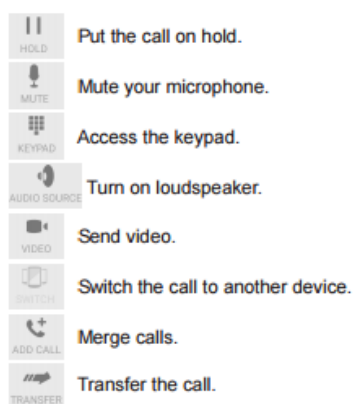 HOLD Put the call on hold.
MUTE Mute your microphone.
KEYPAD Access the keypad.
AUDIO SOURCE Turn on loudspeaker.
VIDEO Send video.
SWITCH Switch the call to another device.
ADD CALL Merge calls.
TRANSFER Transfer the call.